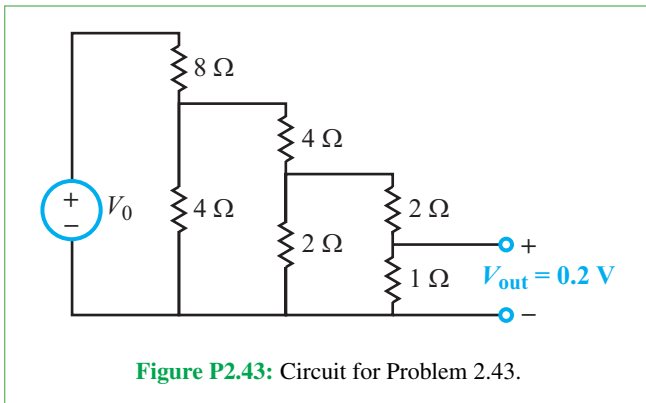 8 Ω
4 Ω
+
−
V0
4 Ω
2 Ω
2 Ω
+
1 Ω
Vout = 0.2 V
−
Figure P2.43: Circuit for Problem 2.43.